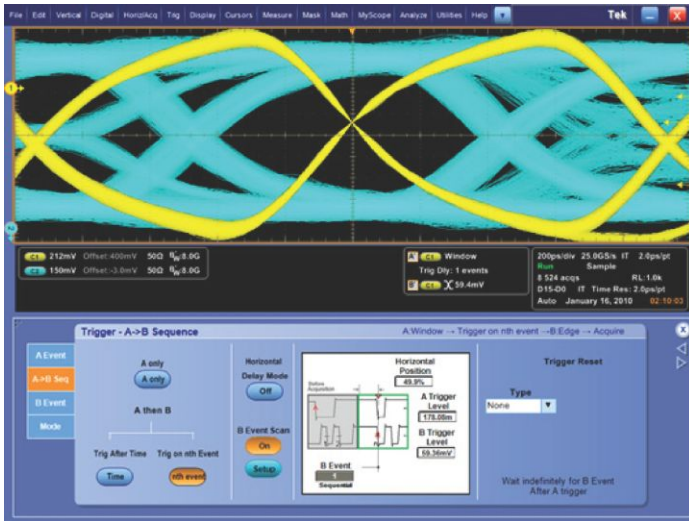 File Edit Vertical Digital Horiz/Acq Trig Display Cursors Measure Mask Math MyScope Analyze Utilities Help Tek X
1
C1 212mV Offset:400mV 50Ω BW:8.0G
C2 150mV Offset:-3.0mV 50Ω BW:8.0G
A' C1 Window
Trig Dly: 1 events
B' C1 59.4mV
200ps/div 25.0GS/s IT 2.0ps/pt
Run Sample
8 524 acqs RL:1.0k
D15-D0 IT Time Res: 2.0ps/pt
Auto January 16, 2010 02:10:03
Trigger - A->B Sequence
A:Window → Trigger on nth event →B:Edge → Acquire
X
A Event
A->B Seq
B Event
Mode
A only
A only
A then B
Trig After Time Trig on nth Event
Time nth event
Horizontal
Delay Mode
Off
B Event Scan
On
Setup
Before
Acquisition
Horizontal
Position
49.9%
A Trigger
Level
178.08m
B Trigger
Level
59.36mV
B Event
1
Sequential
Trigger Reset
Type
None
Wait indefinitely for B Event
After A trigger